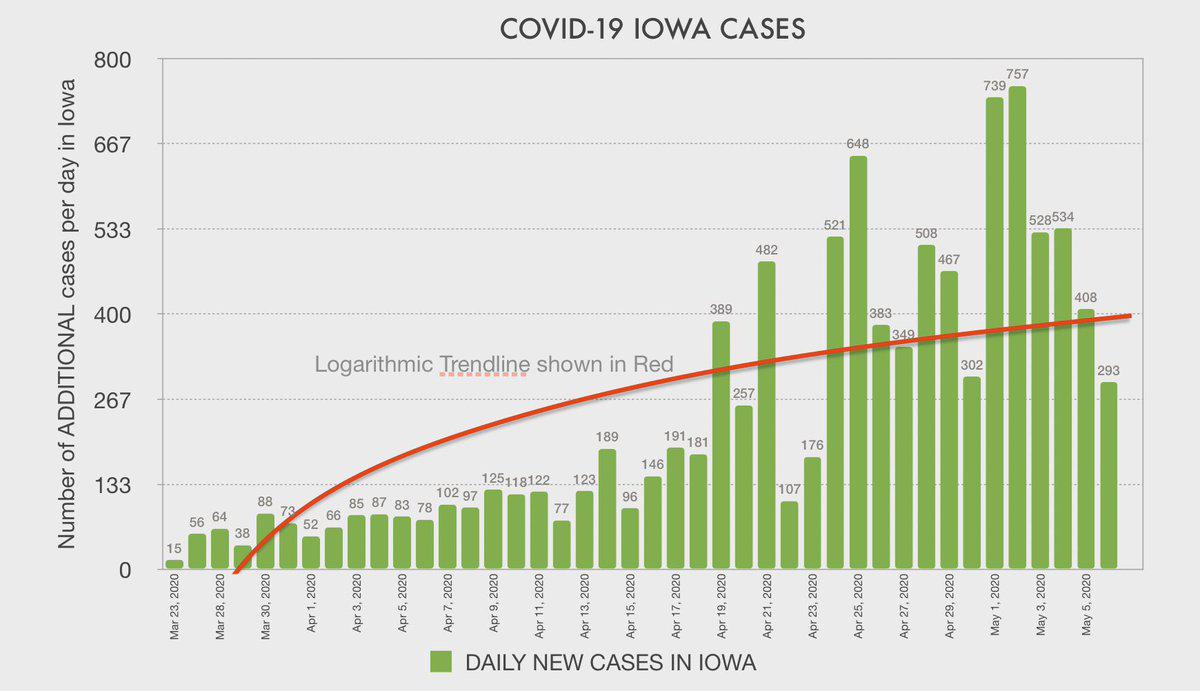 COVID-19 IOWA CASES
Number of ADDITIONAL cases per day in Iowa
800
667
533
400
267
133
0
Logarithmic Trendline shown in Red
15
56
64
38
88
73
52
66
85
87
83
78
102
97
125
118
122
77
123
189
96
146
191
181
389
257
482
107
176
521
648
383
349
508
467
302
739
757
528
534
408
293
Mar 23, 2020
Mar 28, 2020
Mar 30, 2020
Apr 1, 2020
Apr 3, 2020
Apr 5, 2020
Apr 7, 2020
Apr 9, 2020
Apr 11, 2020
Apr 13, 2020
Apr 15, 2020
Apr 17, 2020
Apr 19, 2020
Apr 21, 2020
Apr 23, 2020
Apr 25, 2020
Apr 27, 2020
Apr 29, 2020
May 1, 2020
May 3, 2020
May 5, 2020
DAILY NEW CASES IN IOWA